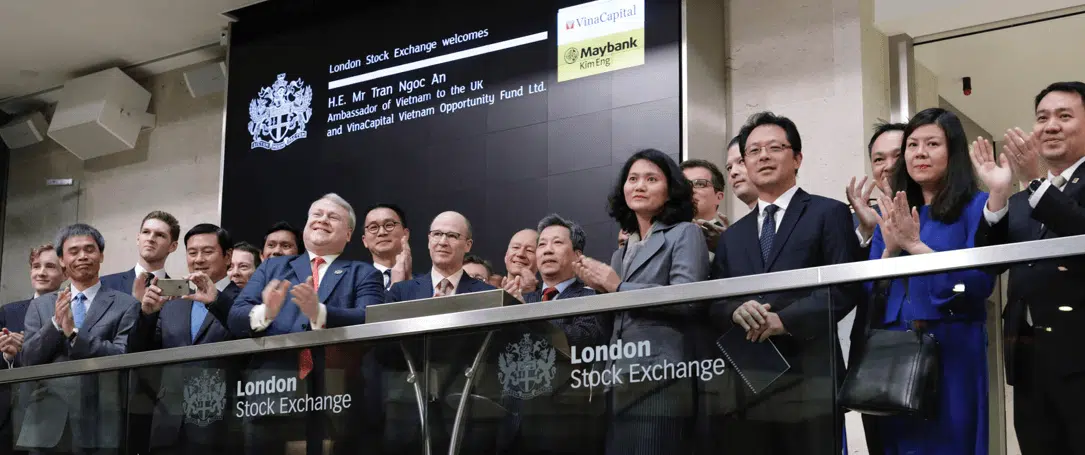 London Stock Exchange welcomes
H.E. Mr Tran Ngoc An
Ambassador of Vietnam to the UK
and VinaCapital Vietnam Opportunity Fund Ltd.
VinaCapital
Maybank
Kim Eng
London
Stock Exchange
London
Stock Exchange